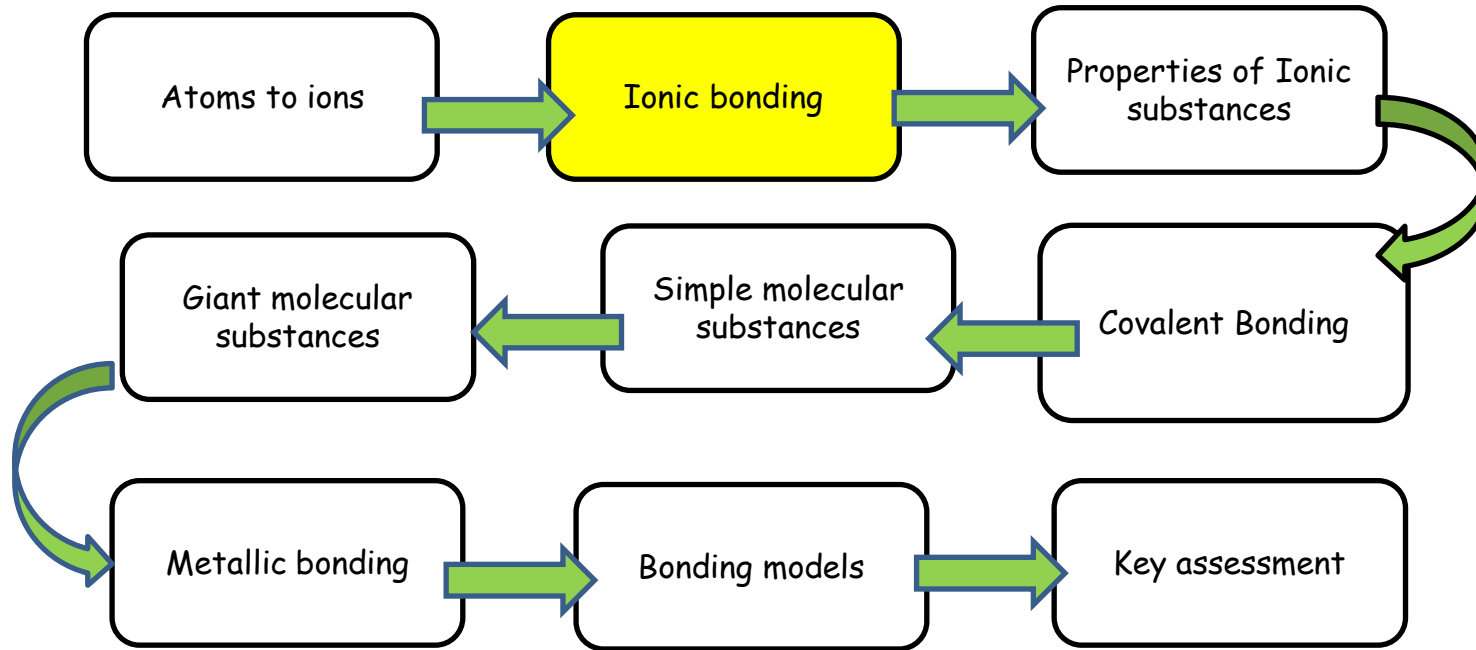 Atoms to ions
Ionic bonding
Properties of Ionic
substances
Giant molecular
substances
Simple molecular
substances
Covalent Bonding
Metallic bonding
Bonding models
Key assessment